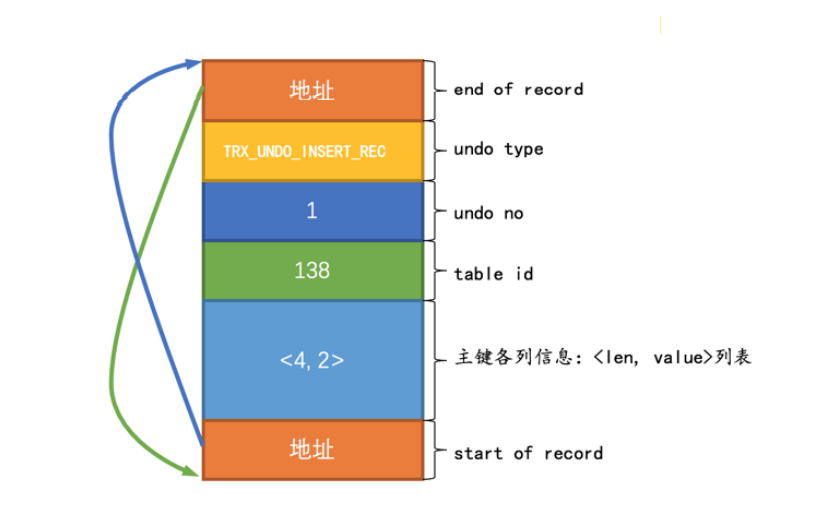 地址 end of record
TRX_UNDO_INSERT_REC undo type
1 undo no
138 table id
<4, 2> 主键各列信息：<len, value>列表
地址 start of record